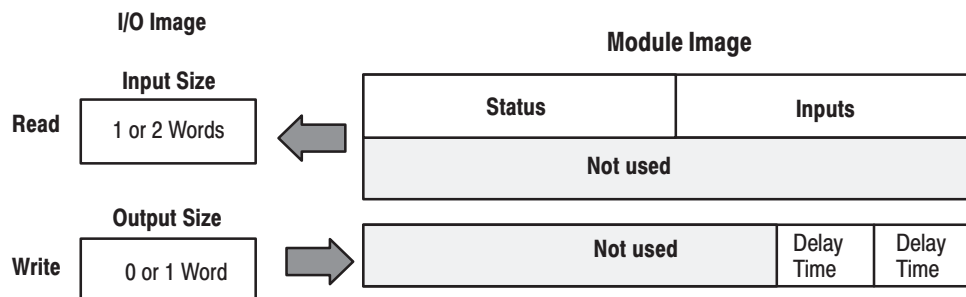 I/O Image
Module Image
Input Size
Read
1 or 2 Words
Status
Inputs
Not used
Output Size
Write
0 or 1 Word
Not used
Delay
Time
Delay
Time